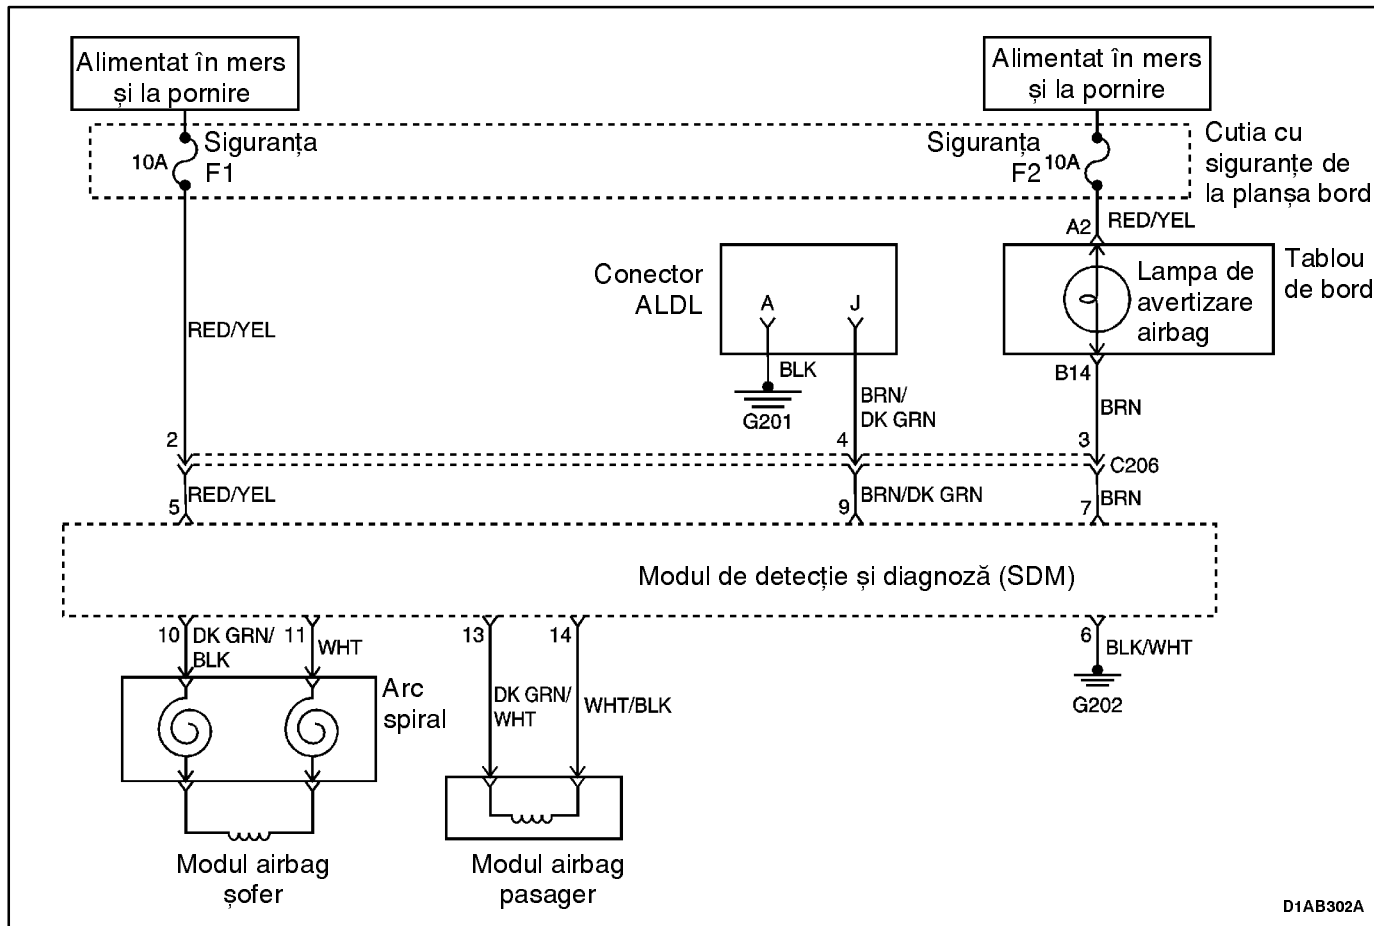 Alimentat în mers
și la pornire
Alimentat în mers
și la pornire
Siguranța
F1
10A
Siguranța
F2
10A
Cutia cu
siguranțe de
la planșa bord
A2
RED/YEL
Conector
ALDL
A
J
Lampa de
avertizare
airbag
Tablou
de bord
RED/YEL
BLK
G201
BRN/
DK GRN
B14
BRN
2
4
3
C206
RED/YEL
BRN/DK GRN
BRN
5
9
7
Modul de detecție și diagnoză (SDM)
10
DK GRN/
BLK
11
WHT
13
14
6
BLK/WHT
G202
Arc
spiral
DK GRN/
WHT
WHT/BLK
Modul airbag
șofer
Modul airbag
pasager
D1AB302A